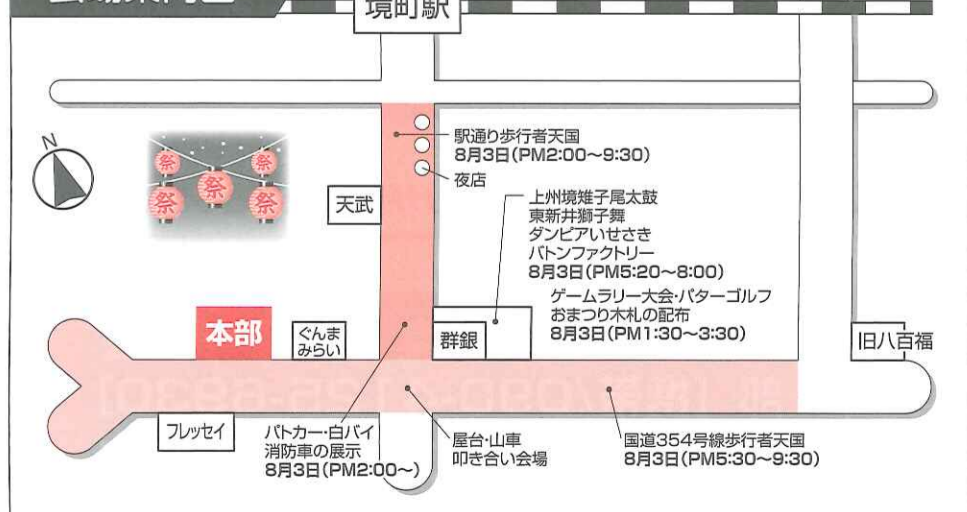 境町駅
N
祭
祭
祭
祭
駅通り歩行者天国
8月3日(PM2:00～9:30)
夜店
天武
上州境雉子尾太鼓
東新井獅子舞
ダンピアいせさき
バトンファクトリー
8月3日(PM5:20～8:00)
ゲームラリー大会・パターゴルフ
おまつり木札の配布
8月3日(PM1:30～3:30)
本部
ぐんま
みらい
群銀
旧八百福
フレッセイ
パトカー・白バイ
消防車の展示
8月3日(PM2:00～)
屋台・山車
叩き合い会場
国道354号線歩行者天国
8月3日(PM5:30～9:30)